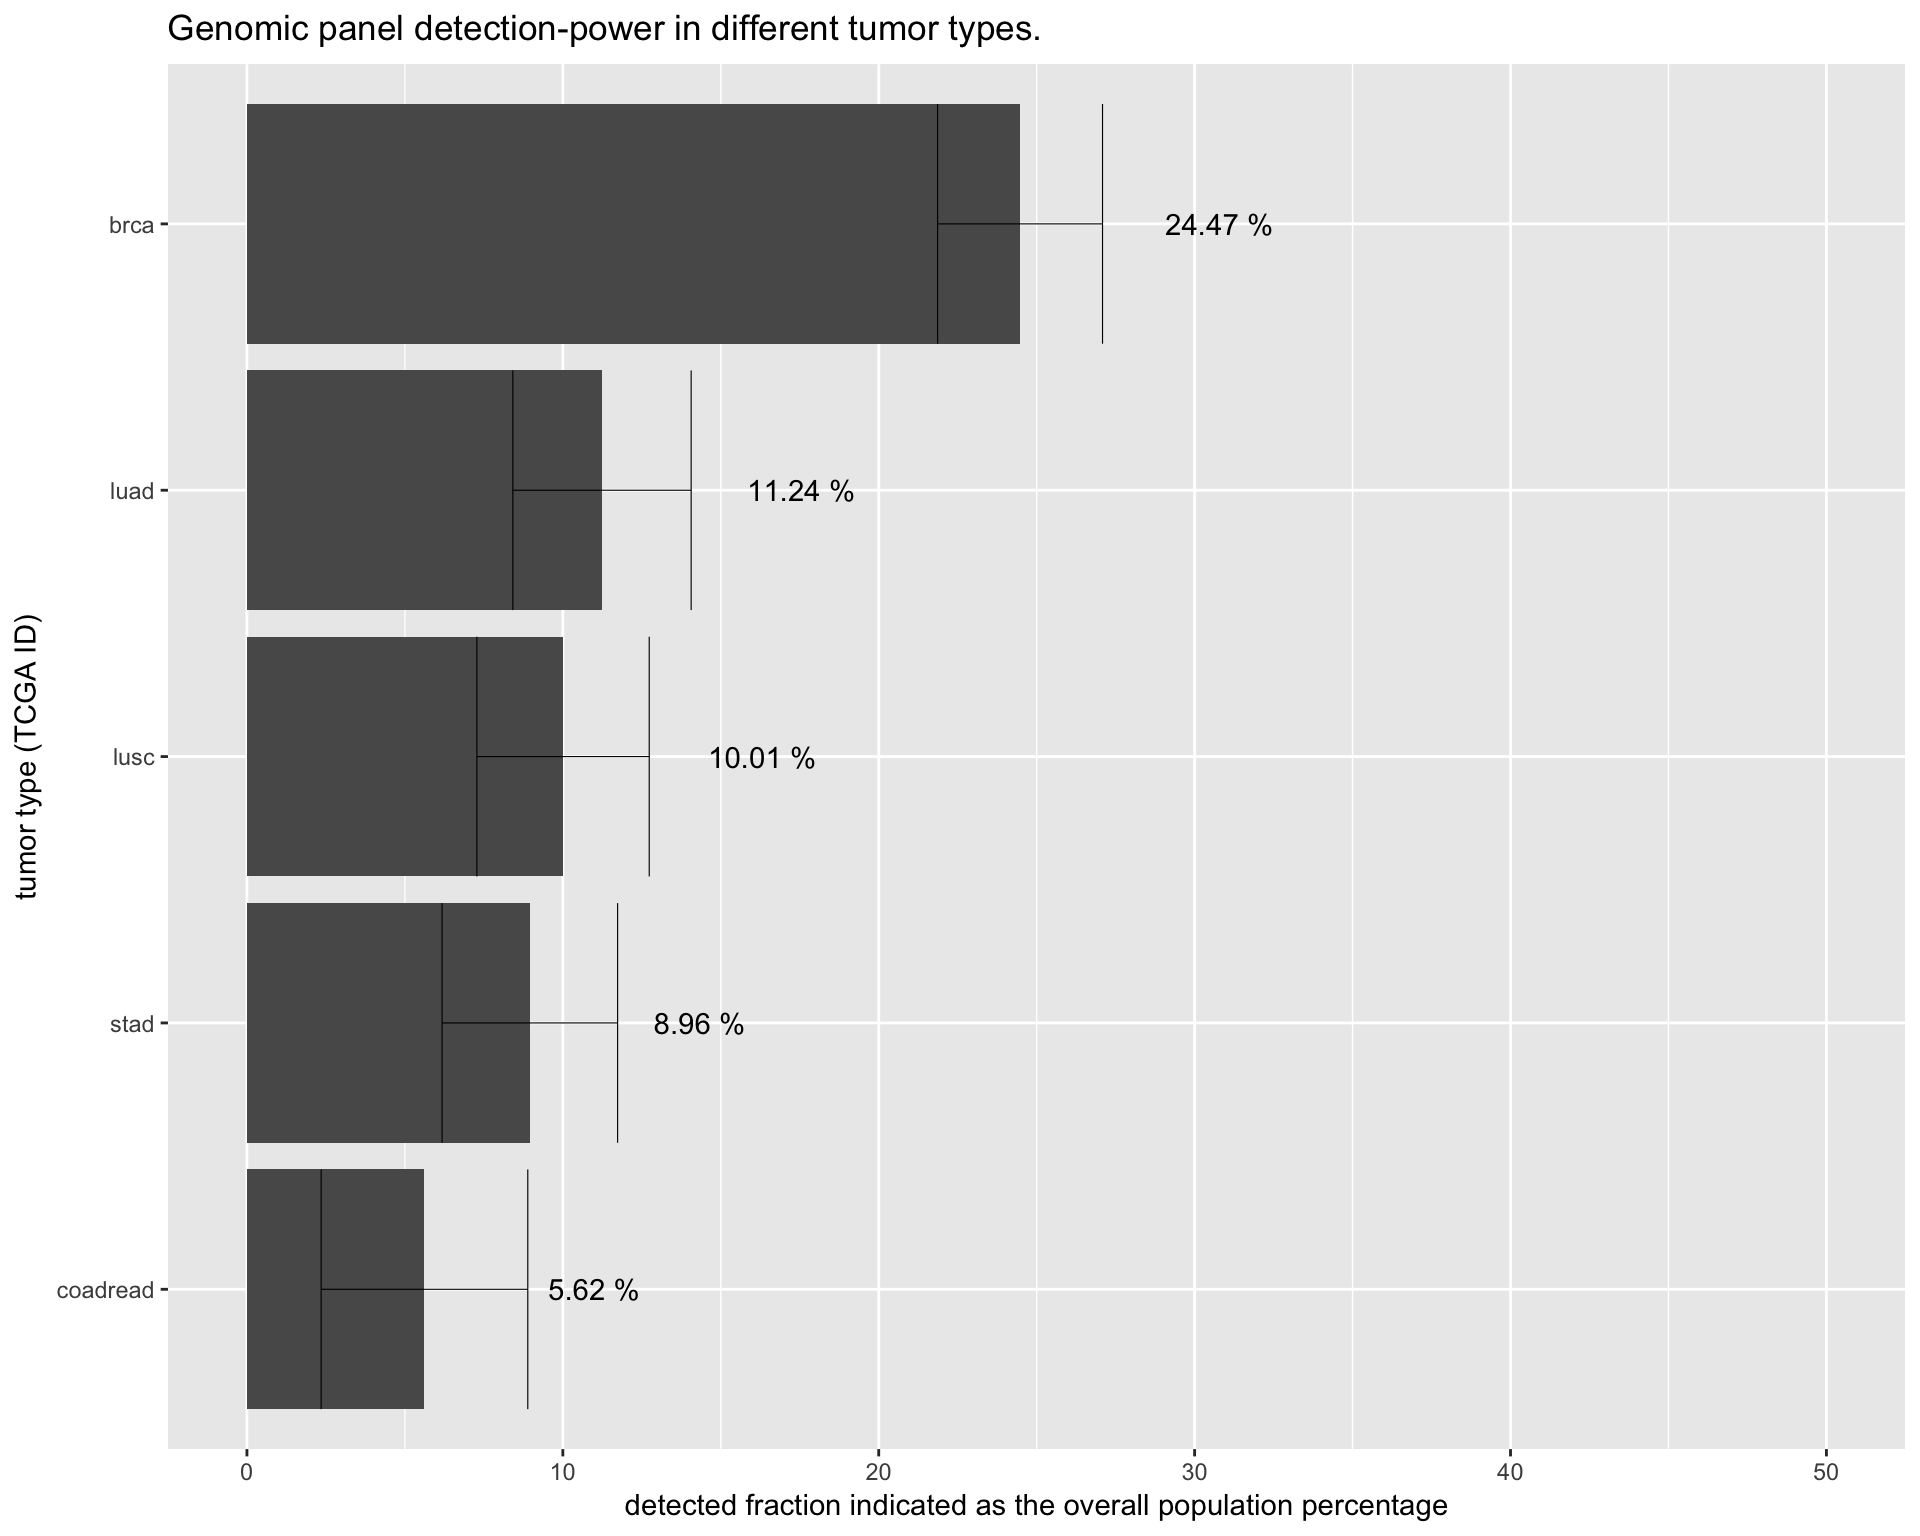 Genomic panel detection-power in different tumor types.
tumor type (TCGA ID)
brca
24.47 %
luad
11.24 %
lusc
10.01 %
stad
8.96 %
coadread
5.62 %
0 10 20 30 40 50
detected fraction indicated as the overall population percentage